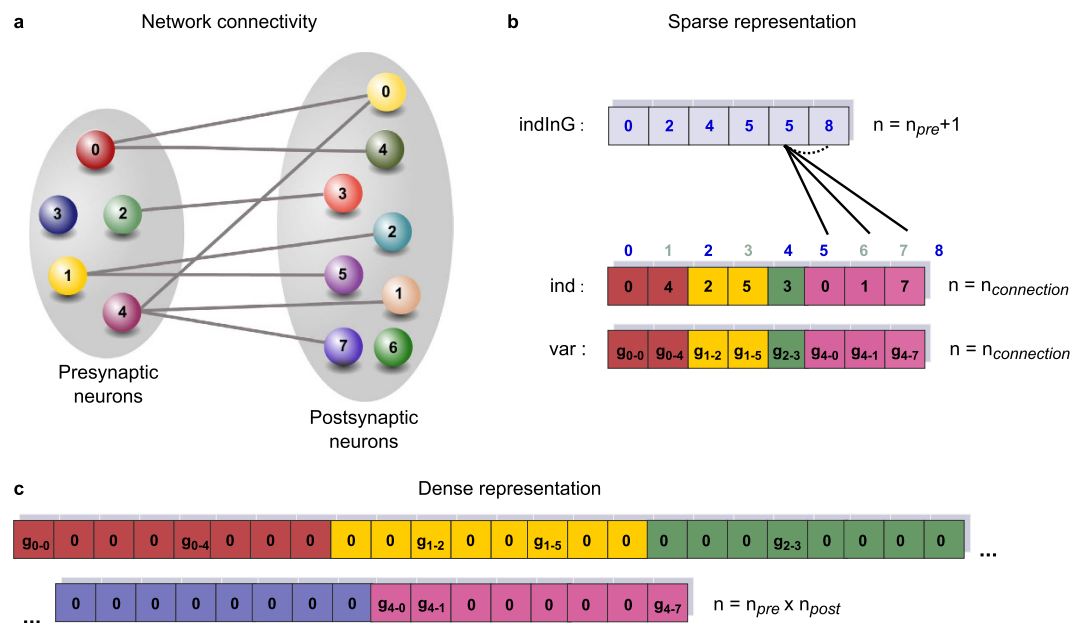 a Network connectivity
0
0
4
3
3
2
2
1
5
4
1
7
6
Presynaptic
neurons
Postsynaptic
neurons
b Sparse representation
indInG : 0 2 4 5 5 8 n = npre+1
0 1 2 3 4 5 6 7 8
ind : 0 4 2 5 3 0 1 7 n = nconnection
var : g0-0 g0-4 g1-2 g1-5 g2-3 g4-0 g4-1 g4-7 n = nconnection
c Dense representation
g0-0 0 0 0 g0-4 0 0 0 0 0 g1-2 0 0 g1-5 0 0 0 0 0 g2-3 0 0 0 0 ...
... 0 0 0 0 0 0 0 0 g4-0 g4-1 0 0 0 0 0 g4-7 n = npre x npost